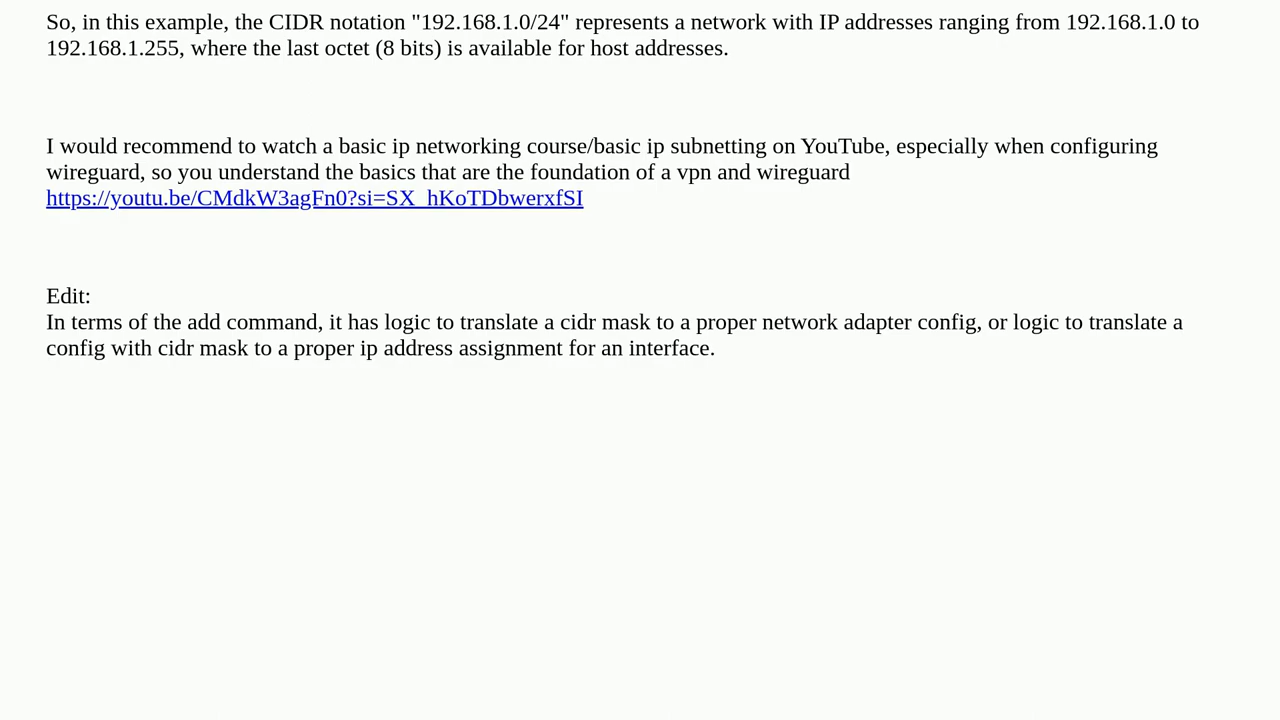 So, in this example, the CIDR notation "192.168.1.0/24" represents a network with IP addresses ranging from 192.168.1.0 to
192.168.1.255, where the last octet (8 bits) is available for host addresses.
I would recommend to watch a basic ip networking course/basic ip subnetting on YouTube, especially when configuring
wireguard, so you understand the basics that are the foundation of a vpn and wireguard
https://youtu.be/CMdkW3agFn0?si=SX_hKoTDbwerxfSI
Edit:
In terms of the add command, it has logic to translate a cidr mask to a proper network adapter config, or logic to translate a
config with cidr mask to a proper ip address assignment for an interface.